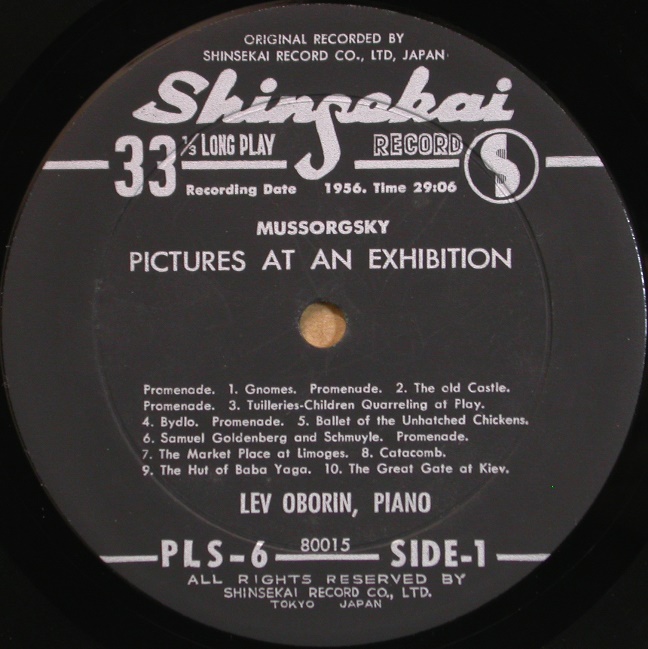 ORIGINAL RECORDED BY
SHINSEKAI RECORD CO., LTD, JAPAN
Shinsekai
33 1/3 LONG PLAY RECORD S
Recording Date 1956. Time 29:06
MUSSORGSKY
PICTURES AT AN EXHIBITION
Promenade. 1. Gnomes. Promenade. 2. The old Castle.
Promenade. 3. Tuilleries-Children Quarreling at Play.
4. Bydlo. Promenade. 5. Ballet of the Unhatched Chickens.
6. Samuel Goldenberg and Schmuyle. Promenade.
7. The Market Place at Limoges. 8. Catacomb.
9. The Hut of Baba Yaga. 10. The Great Gate at Kiev.
LEV OBORIN, PIANO
PLS-6 80015 SIDE-1
ALL RIGHTS RESERVED BY
SHINSEKAI RECORD CO., LTD.
TOKYO JAPAN